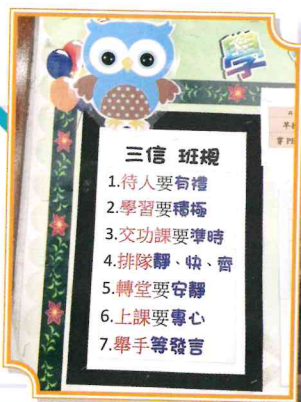 學
三信 班規
1.待人要有禮
2.學習要積極
3.交功課要準時
4.排隊靜、快、齊
5.轉堂要安靜
6.上課要專心
7.舉手等發言